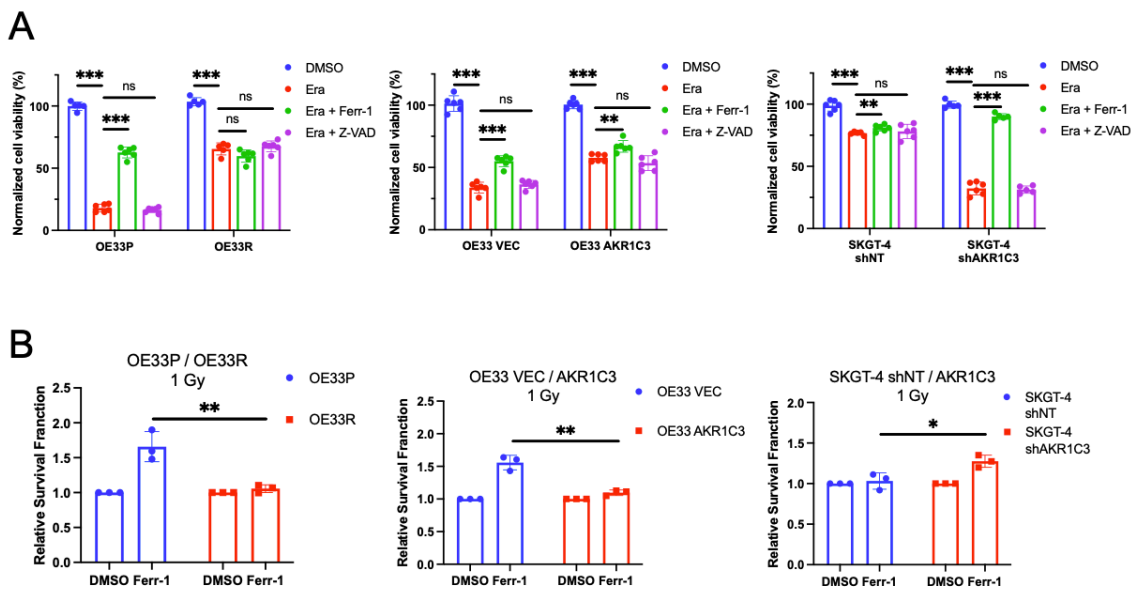 A
Normalized cell viability (%)
100
50
0
*** ns ***
*** ns ns
OE33P OE33R
DMSO
Era
Era + Ferr-1
Era + Z-VAD
Normalized cell viability (%)
100
50
0
*** ns ***
*** ns **
OE33 VEC OE33 AKR1C3
DMSO
Era
Era + Ferr-1
Era + Z-VAD
Normalized cell viability (%)
100
50
0
*** ns **
*** ns ***
SKGT-4 shNT
SKGT-4 shAKR1C3
DMSO
Era
Era + Ferr-1
Era + Z-VAD
B
OE33P / OE33R
1 Gy
Relative Survival Franction
2.5
2.0
1.5
1.0
0.5
0.0
**
DMSO Ferr-1 DMSO Ferr-1
OE33P
OE33R
OE33 VEC / AKR1C3
1 Gy
Relative Survival Franction
2.5
2.0
1.5
1.0
0.5
0.0
**
DMSO Ferr-1 DMSO Ferr-1
OE33 VEC
OE33 AKR1C3
SKGT-4 shNT / AKR1C3
1 Gy
Relative Survival Franction
2.0
1.5
1.0
0.5
0.0
*
DMSO Ferr-1 DMSO Ferr-1
SKGT-4
shNT
SKGT-4
shAKR1C3